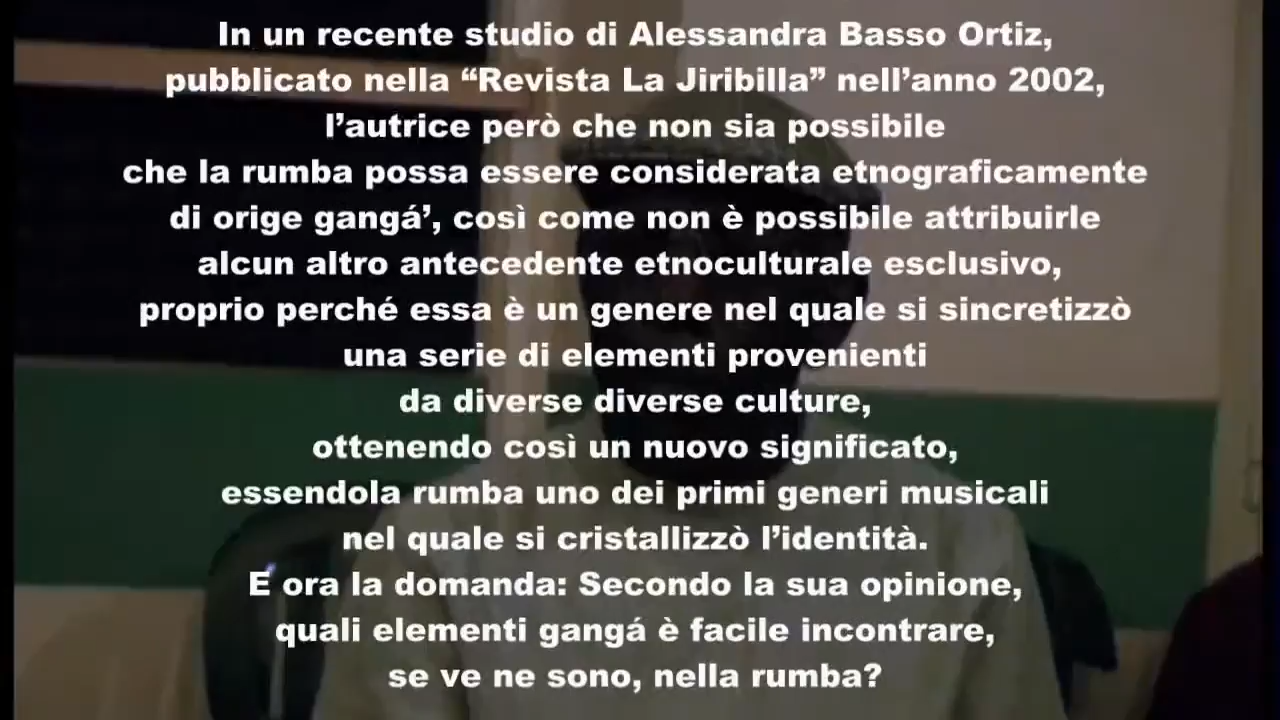 In un recente studio di Alessandra Basso Ortiz,
pubblicato nella “Revista La Jiribilla” nell’anno 2002,
l’autrice però che non sia possibile
che la rumba possa essere considerata etnograficamente
di orige gangá’, così come non è possibile attribuirle
alcun altro antecedente etnoculturale esclusivo,
proprio perché essa è un genere nel quale si sincretizzò
una serie di elementi provenienti
da diverse diverse culture,
ottenendo così un nuovo significato,
essendola rumba uno dei primi generi musicali
nel quale si cristallizzò l’identità.
E ora la domanda: Secondo la sua opinione,
quali elementi gangá è facile incontrare,
se ve ne sono, nella rumba?